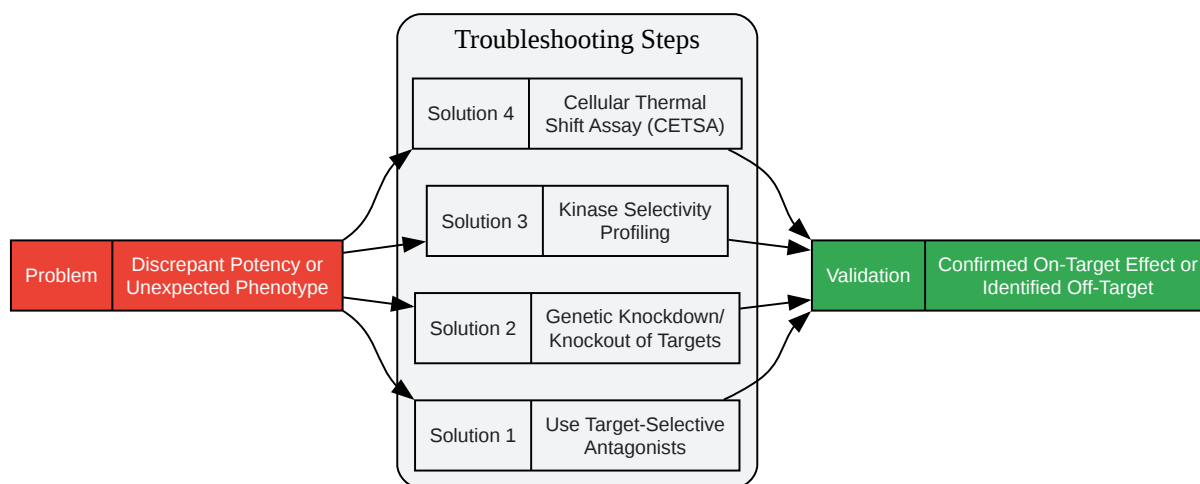 Troubleshooting Steps
Solution 4
Cellular Thermal
Shift Assay (CETSA)
Solution 3
Kinase Selectivity
Profiling
Problem
Discrepant Potency or
Unexpected Phenotype
Validation
Confirmed On-Target Effect or
Identified Off-Target
Solution 2
Genetic Knockdown/
Knockout of Targets
Solution 1
Use Target-Selective
Antagonists